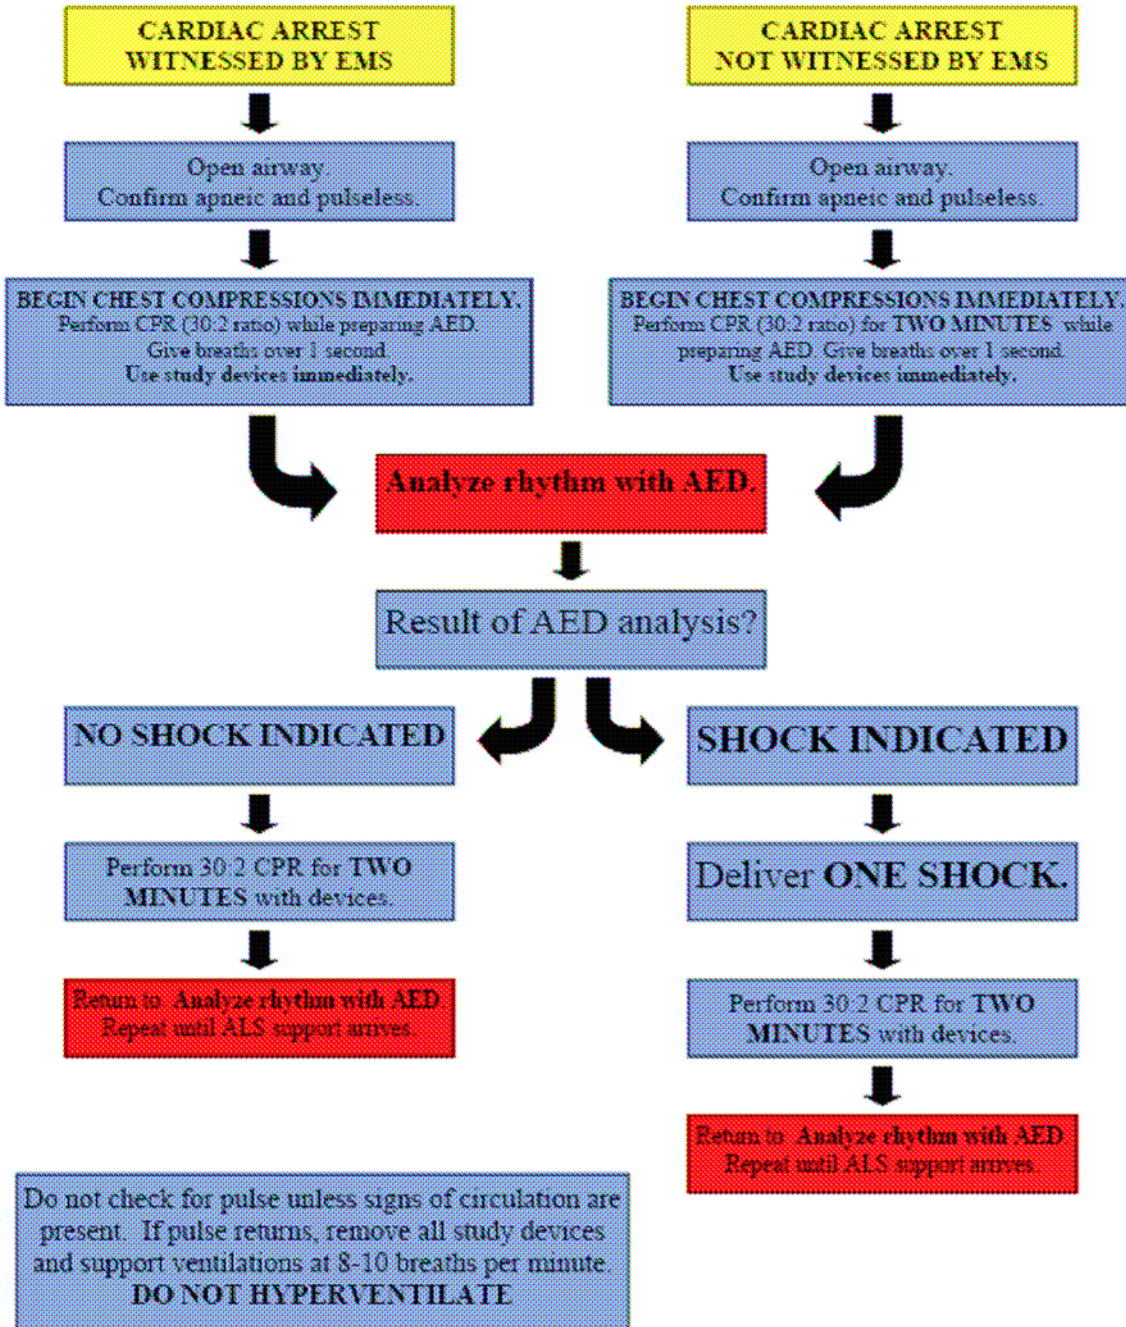 CARDIAC ARREST
WITNESSED BY EMS
CARDIAC ARREST
NOT WITNESSED BY EMS
Open airway.
Confirm apneic and pulseless.
Open airway.
Confirm apneic and pulseless.
BEGIN CHEST COMPRESSIONS IMMEDIATELY.
Perform CPR (30:2 ratio) while preparing AED.
Give breaths over 1 second.
Use study devices immediately.
BEGIN CHEST COMPRESSIONS IMMEDIATELY.
Perform CPR (30:2 ratio) for TWO MINUTES while
preparing AED. Give breaths over 1 second.
Use study devices immediately.
Analyze rhythm with AED.
Result of AED analysis?
NO SHOCK INDICATED
SHOCK INDICATED
Perform 30:2 CPR for TWO
MINUTES with devices.
Deliver ONE SHOCK.
Return to Analyze rhythm with AED
Repeat until ALS support arrives.
Perform 30:2 CPR for TWO
MINUTES with devices.
Return to Analyze rhythm with AED
Repeat until ALS support arrives.
Do not check for pulse unless signs of circulation are
present. If pulse returns, remove all study devices
and support ventilations at 8-10 breaths per minute.
DO NOT HYPERVENTILATE